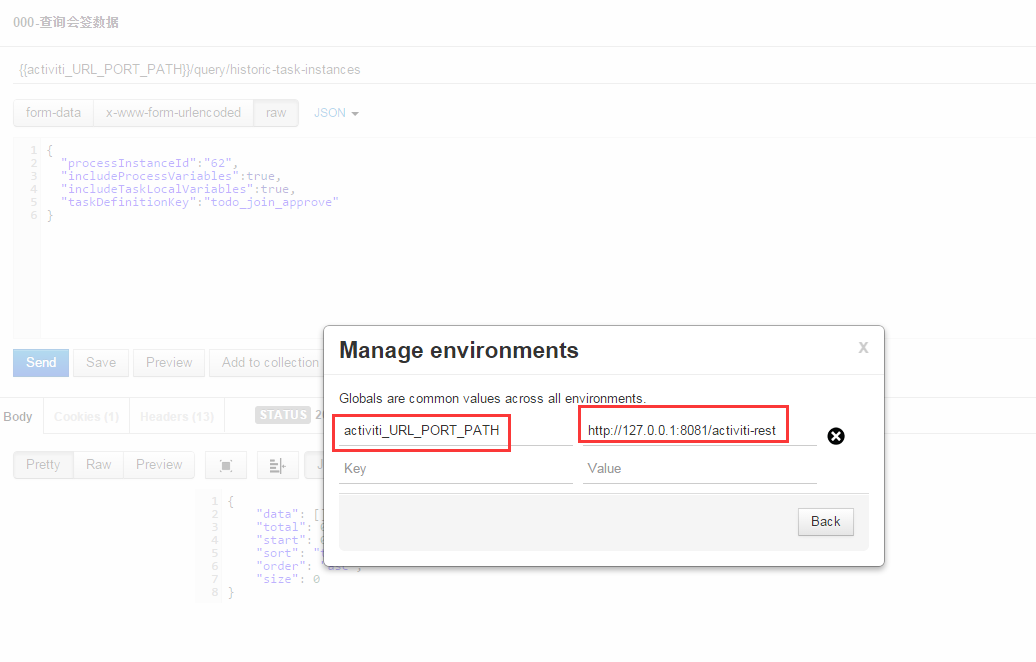 000-查询会签数据
{{activiti_URL_PORT_PATH}}/query/historic-task-instances
form-data x-www-form-urlencoded raw JSON
1 {
2 "processInstanceId":"62",
3 "includeProcessVariables":true,
4 "includeTaskLocalVariables":true,
5 "taskDefinitionKey":"todo_join_approve"
6 }
Send Save Preview Add to collection
Manage environments X
Globals are common values across all environments.
activiti_URL_PORT_PATH http://127.0.0.1:8081/activiti-rest
Key Value
Back
Body Cookies (1) Headers (13) STATUS
Pretty Raw Preview
1 {
2 "data": [
3 "total":
4 "start":
5 "sort": "
6 "order":
7 "size": 0
8 }